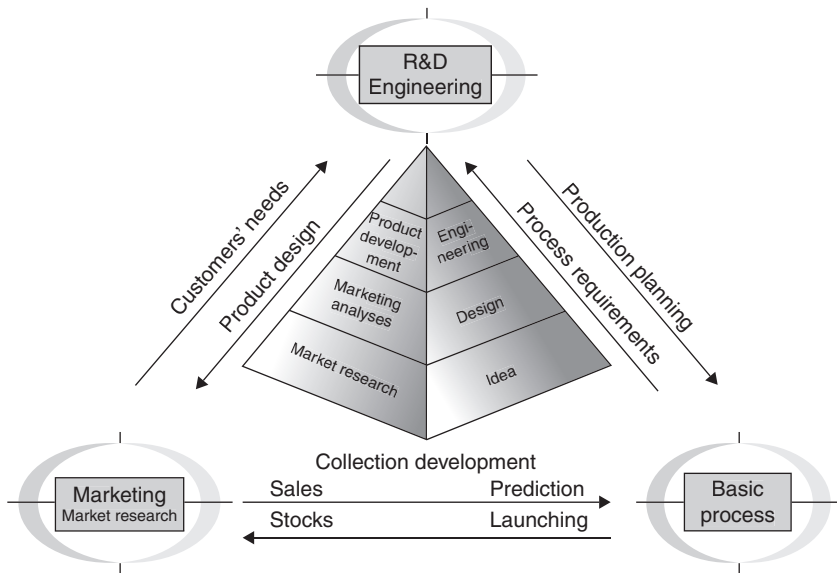 R&D
Engineering
Customers' needs
Product design
Product
develop-
ment
Engi-
neering
Process requirements
Production planning
Marketing
analyses
Design
Market research
Idea
Collection development
Sales
Prediction
Stocks
Launching
Marketing
Market research
Basic
process